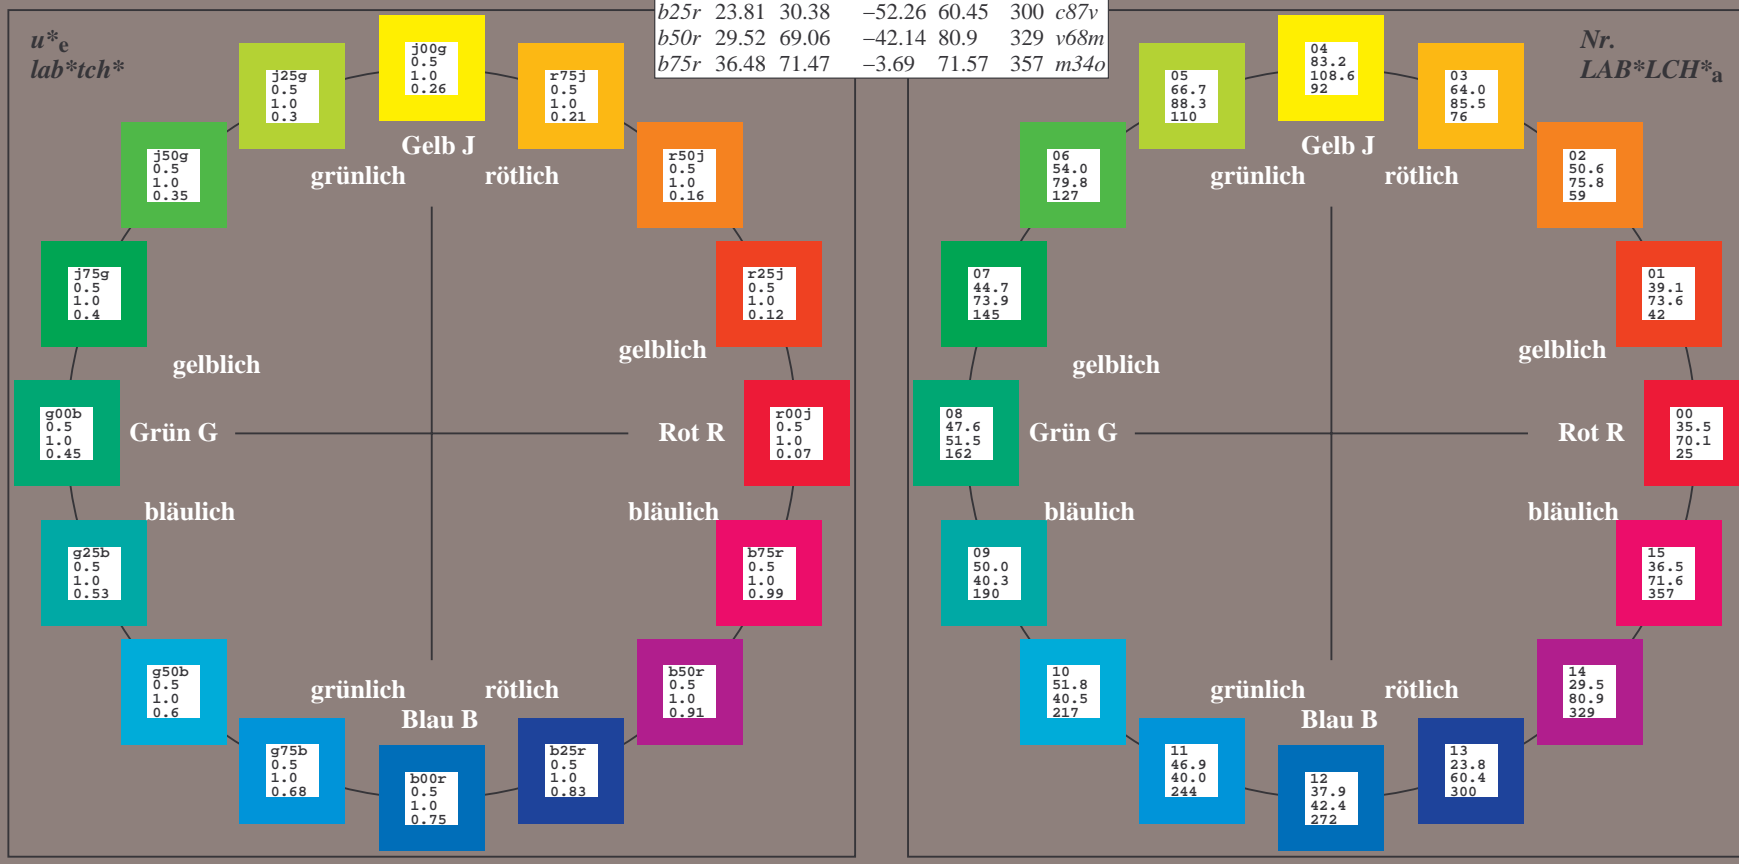 b25r 23.81 30.38 −52.26 60.45 300 c87v
b50r 29.52 69.06 −42.14 80.9 329 v68m
b75r 36.48 71.47 −3.69 71.57 357 m34o
u*e
lab*tch*
j00g
0.5
1.0
0.26
j25g
0.5
1.0
0.3
r75j
0.5
1.0
0.21
Gelb J
grünlich rötlich
j50g
0.5
1.0
0.35
r50j
0.5
1.0
0.16
j75g
0.5
1.0
0.4
r25j
0.5
1.0
0.12
gelblich
gelblich
g00b
0.5
1.0
0.45
Grün G
Rot R
r00j
0.5
1.0
0.07
bläulich
bläulich
g25b
0.5
1.0
0.53
b75r
0.5
1.0
0.99
g50b
0.5
1.0
0.6
b50r
0.5
1.0
0.91
grünlich rötlich
Blau B
g75b
0.5
1.0
0.68
b00r
0.5
1.0
0.75
b25r
0.5
1.0
0.83
Nr.
LAB*LCH*a
04
83.2
108.6
92
05
66.7
88.3
110
03
64.0
85.5
76
Gelb J
grünlich rötlich
06
54.0
79.8
127
02
50.6
75.8
59
07
44.7
73.9
145
01
39.1
73.6
42
gelblich
gelblich
08
47.6
51.5
162
Grün G
Rot R
00
35.5
70.1
25
bläulich
bläulich
09
50.0
40.3
190
15
36.5
71.6
357
10
51.8
40.5
217
14
29.5
80.9
329
grünlich rötlich
Blau B
11
46.9
40.0
244
12
37.9
42.4
272
13
23.8
60.4
300